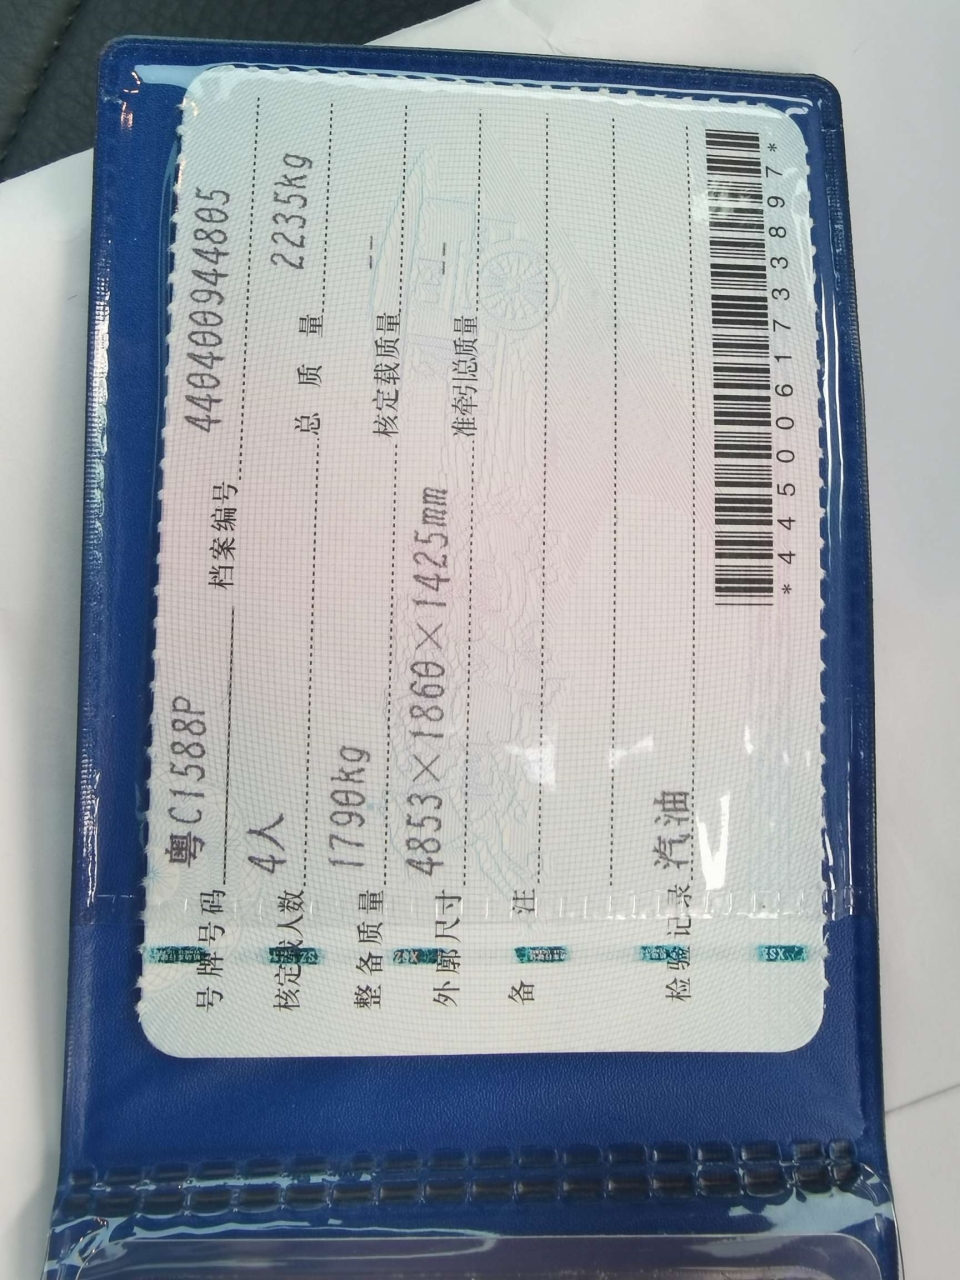 号牌号码 粤C1588P 档案编号 440400944805
核定载人数 4人 总质量 2235kg
整备质量 1790kg 核定载质量 --
外廓尺寸 4853×1860×1425mm 准牵引总质量 --
备注
检验记录 汽油
*4450061733897*